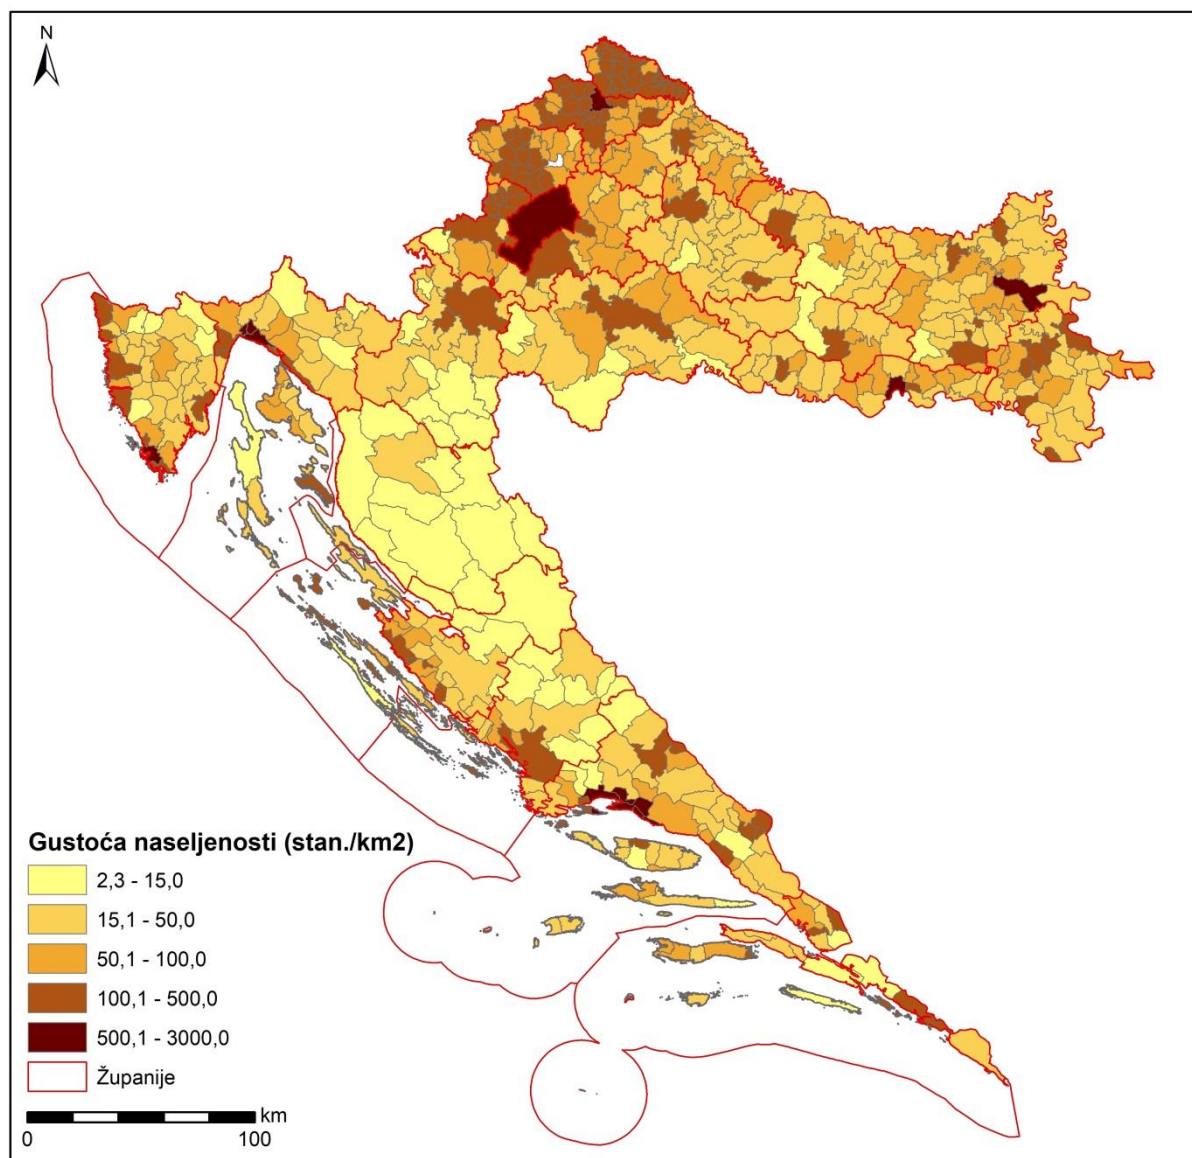 N
Gustoća naseljenosti (stan./km2)
2,3 - 15,0
15,1 - 50,0
50,1 - 100,0
100,1 - 500,0
500,1 - 3000,0
Županije
km
0 100